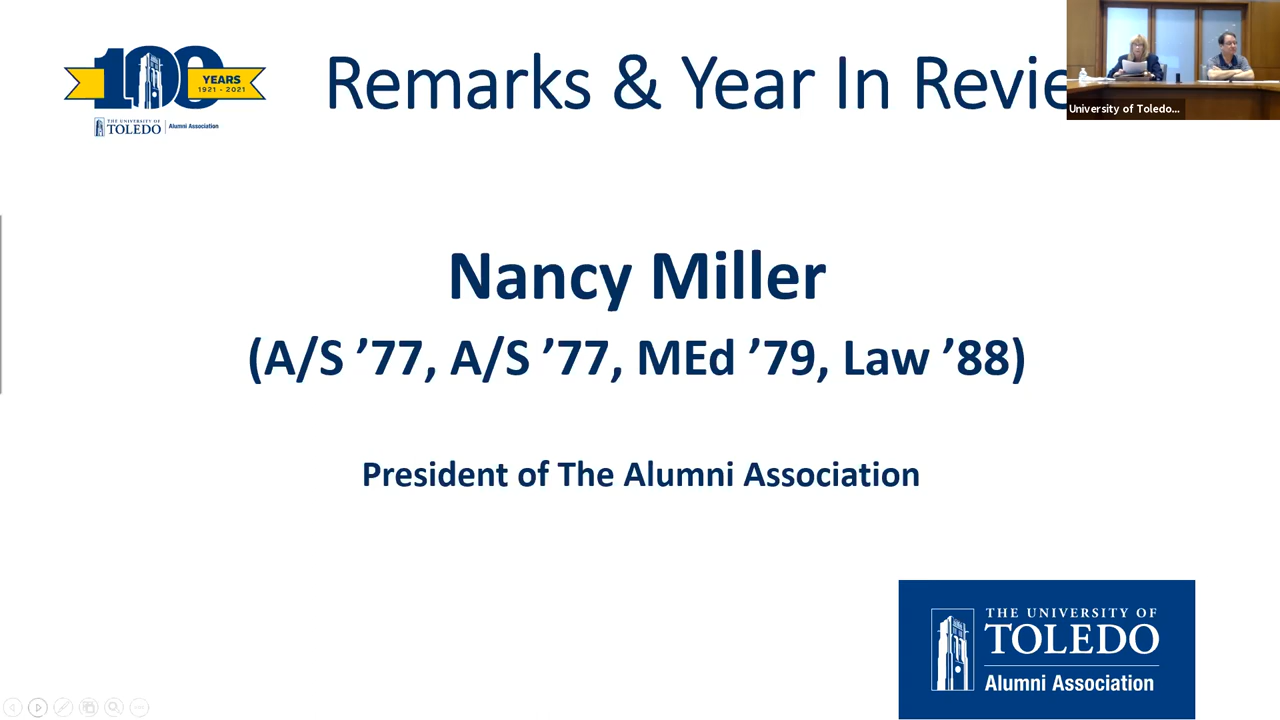 100
YEARS
1921 - 2021
THE UNIVERSITY OF
TOLEDO
Alumni Association
Remarks & Year In Revie
University of Toledo...
Nancy Miller
(A/S ’77, A/S ’77, MEd ’79, Law ’88)
President of The Alumni Association
THE UNIVERSITY OF
TOLEDO
Alumni Association